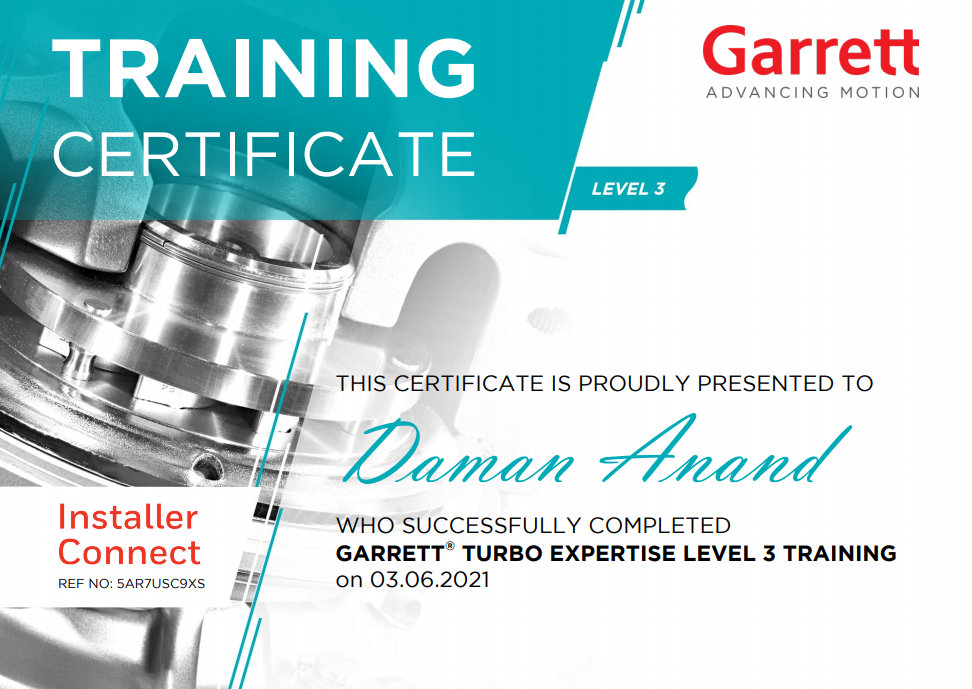 TRAINING
CERTIFICATE
Garrett
ADVANCING MOTION
LEVEL 3
THIS CERTIFICATE IS PROUDLY PRESENTED TO
Daman Anand
WHO SUCCESSFULLY COMPLETED
GARRETT® TURBO EXPERTISE LEVEL 3 TRAINING
on 03.06.2021
Installer
Connect
REF NO: 5AR7USC9XS